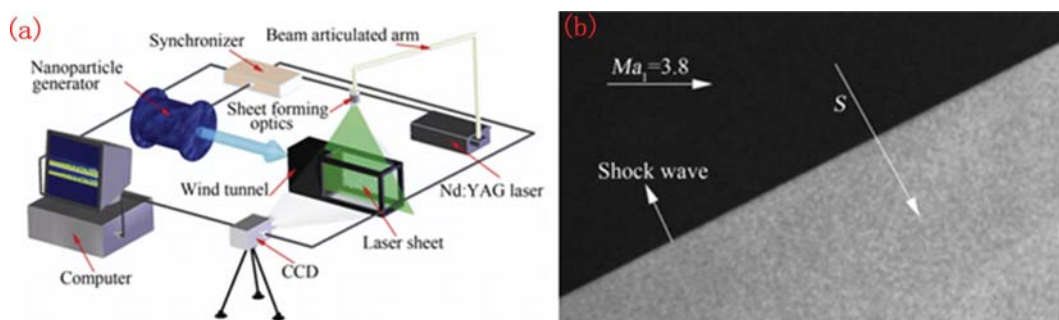 (a)
Beam articulated arm
Synchronizer
Nanoparticle
generator
Sheet forming
optics
Wind tunnel
Nd:YAG laser
Laser sheet
CCD
Computer
(b)
Ma₁=3.8
S
Shock wave